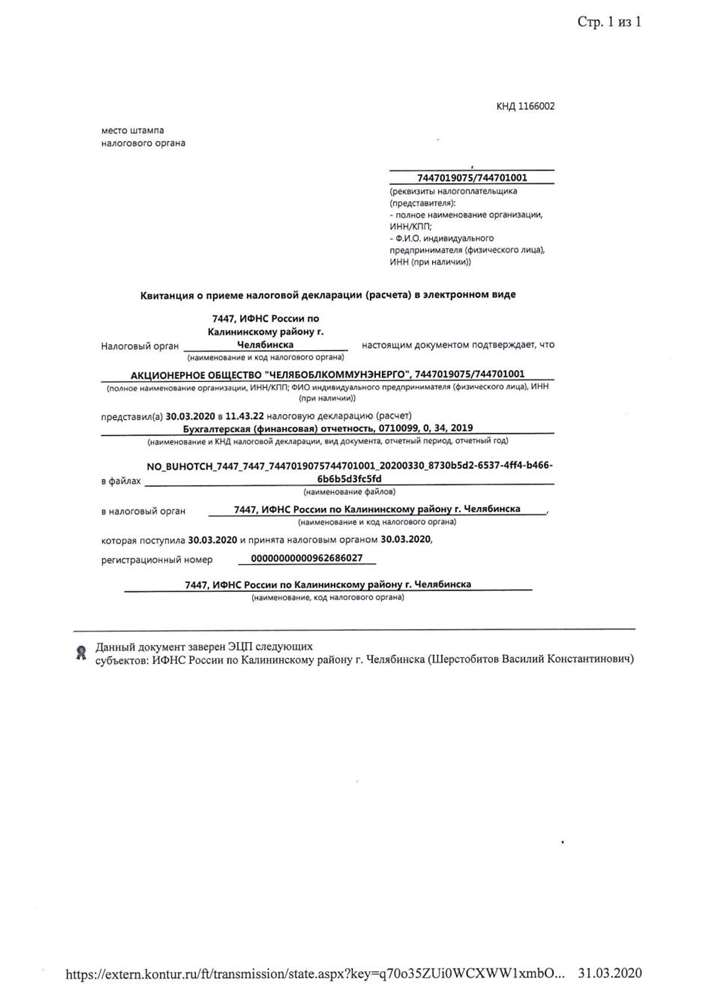 Стр. 1 из 1
КНД 1166002
место штампа
налогового органа
,
7447019075/744701001
(реквизиты налогоплательщика
(представителя):
- полное наименование организации,
ИНН/КПП;
- Ф.И.О. индивидуального
предпринимателя (физического лица),
ИНН (при наличии))
Квитанция о приеме налоговой декларации (расчета) в электронном виде
7447, ИФНС России по
Калининскому району г.
Налоговый орган Челябинска настоящим документом подтверждает, что
(наименование и код налогового органа)
АКЦИОНЕРНОЕ ОБЩЕСТВО "ЧЕЛЯБОБЛКОММУНЭНЕРГО", 7447019075/744701001
(полное наименование организации, ИНН/КПП; ФИО индивидуального предпринимателя (физического лица), ИНН
(при наличии))
представил(а) 30.03.2020 в 11.43.22 налоговую декларацию (расчет)
Бухгалтерская (финансовая) отчетность, 0710099, 0, 34, 2019
(наименование и КНД налоговой декларации, вид документа, отчетный период, отчетный год)
NO_BUHOTCH_7447_7447_7447019075744701001_20200330_8730b5d2-6537-4ff4-b466-
в файлах 6b6b5d3fc5fd
(наименование файлов)
в налоговый орган 7447, ИФНС России по Калининскому району г. Челябинска ,
(наименование и код налогового органа)
которая поступила 30.03.2020 и принята налоговым органом 30.03.2020,
регистрационный номер 00000000000962686027
7447, ИФНС России по Калининскому району г. Челябинска
(наименование, код налогового органа)
Данный документ заверен ЭЦП следующих
субъектов: ИФНС России по Калининскому району г. Челябинска (Шерстобитов Василий Константинович)
https://extern.kontur.ru/ft/transmission/state.aspx?key=q70o35ZUi0WCXWW1xmbO... 31.03.2020